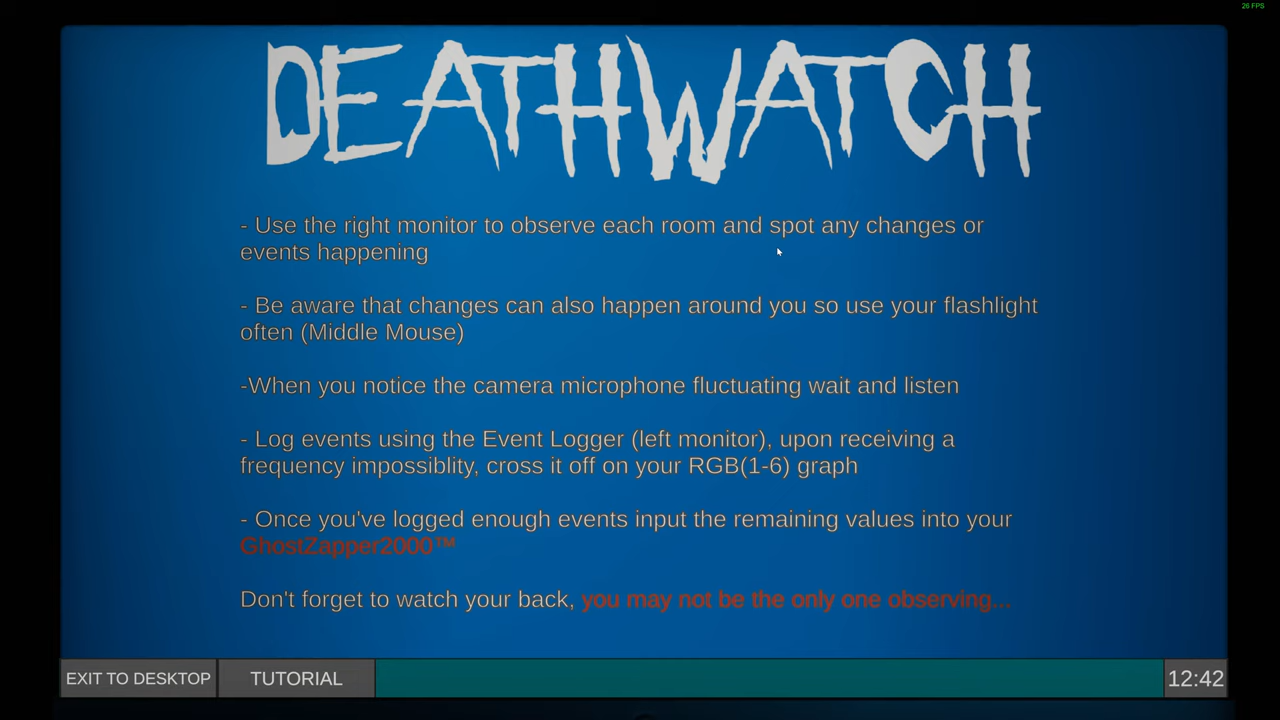 26 FPS
DEATHWATCH
- Use the right monitor to observe each room and spot any changes or
events happening
- Be aware that changes can also happen around you so use your flashlight
often (Middle Mouse)
-When you notice the camera microphone fluctuating wait and listen
- Log events using the Event Logger (left monitor), upon receiving a
frequency impossiblity, cross it off on your RGB(1-6) graph
- Once you've logged enough events input the remaining values into your
GhostZapper2000™
Don't forget to watch your back, you may not be the only one observing...
EXIT TO DESKTOP TUTORIAL 12:42